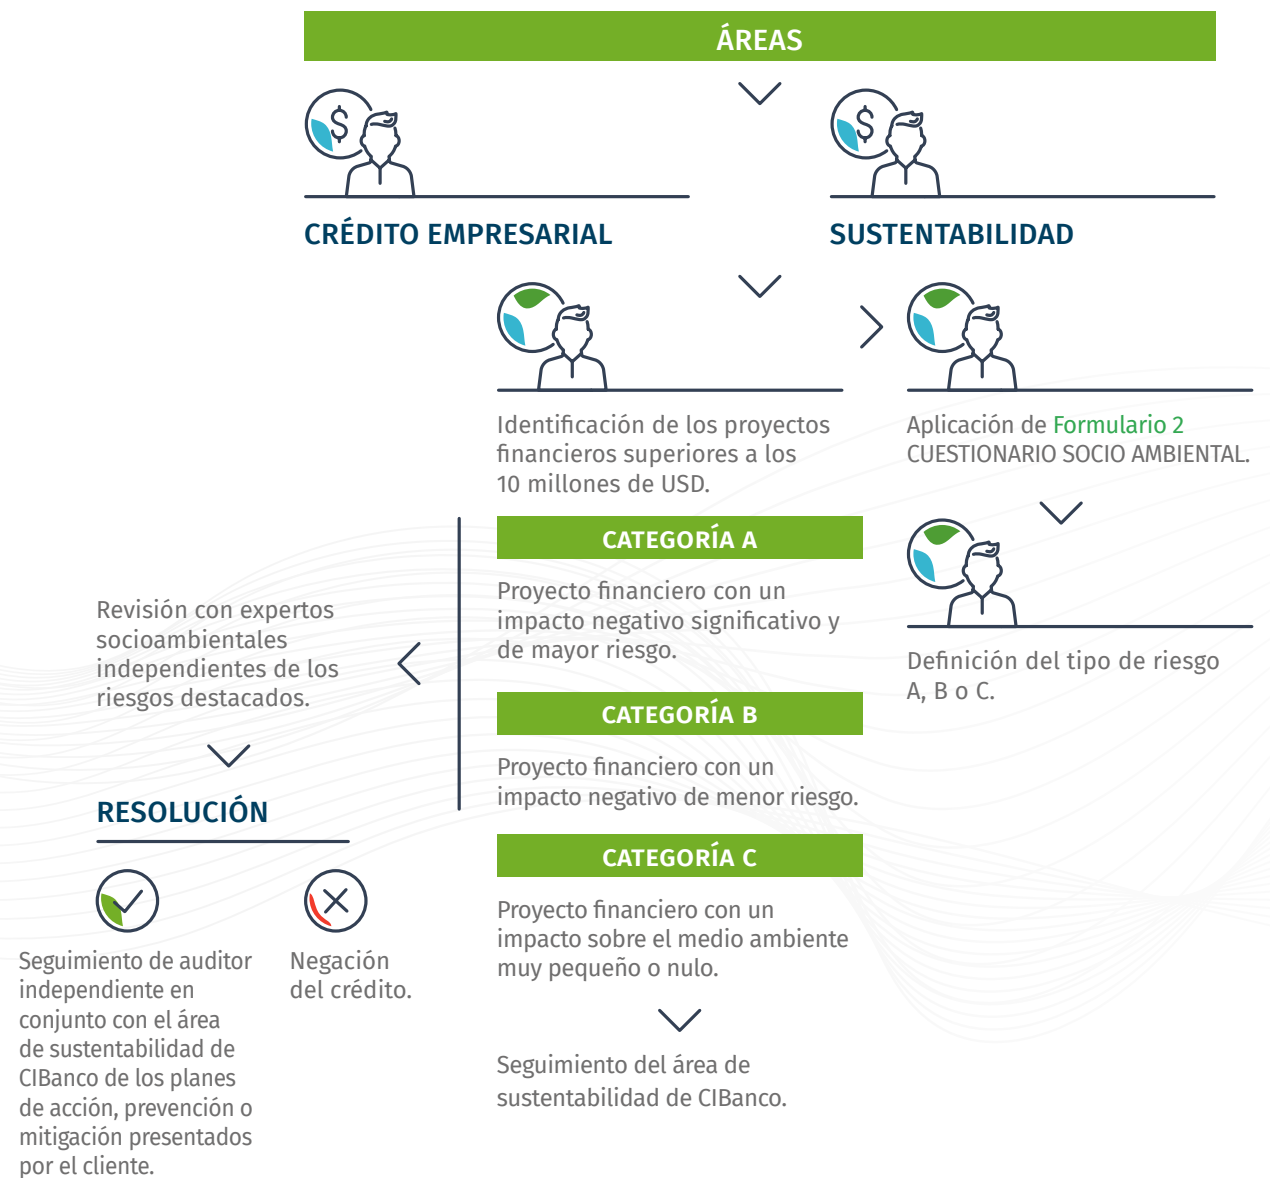 ÁREAS
CRÉDITO EMPRESARIAL
SUSTENTABILIDAD
Identificación de los proyectos
financieros superiores a los
10 millones de USD.
Aplicación de Formulario 2
CUESTIONARIO SOCIO AMBIENTAL.
Definición del tipo de riesgo
A, B o C.
CATEGORÍA A
Proyecto financiero con un
impacto negativo significativo y
de mayor riesgo.
CATEGORÍA B
Proyecto financiero con un
impacto negativo de menor riesgo.
CATEGORÍA C
Proyecto financiero con un
impacto sobre el medio ambiente
muy pequeño o nulo.
Seguimiento del área de
sustentabilidad de CIBanco.
Revisión con expertos
socioambientales
independientes de los
riesgos destacados.
RESOLUCIÓN
Seguimiento de auditor
independiente en
conjunto con el área
de sustentabilidad de
CIBanco de los planes
de acción, prevención o
mitigación presentados
por el cliente.
Negación
del crédito.